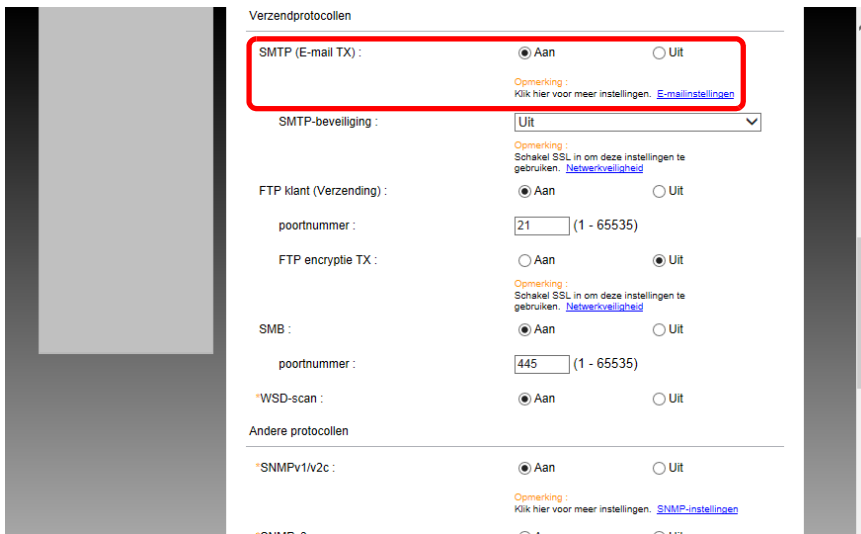 Verzendprotocollen
SMTP (E-mail TX) : Aan Uit
Opmerking :
Klik hier voor meer instellingen. E-mailinstellingen
SMTP-beveiliging : Uit
Opmerking :
Schakel SSL in om deze instellingen te
gebruiken. Netwerkveiligheid
FTP klant (Verzending) : Aan Uit
poortnummer : 21 (1 - 65535)
FTP encryptie TX : Aan Uit
Opmerking :
Schakel SSL in om deze instellingen te
gebruiken. Netwerkveiligheid
SMB : Aan Uit
poortnummer : 445 (1 - 65535)
*WSD-scan : Aan Uit
Andere protocollen
*SNMPv1/v2c : Aan Uit
Opmerking :
Klik hier voor meer instellingen. SNMP-instellingen